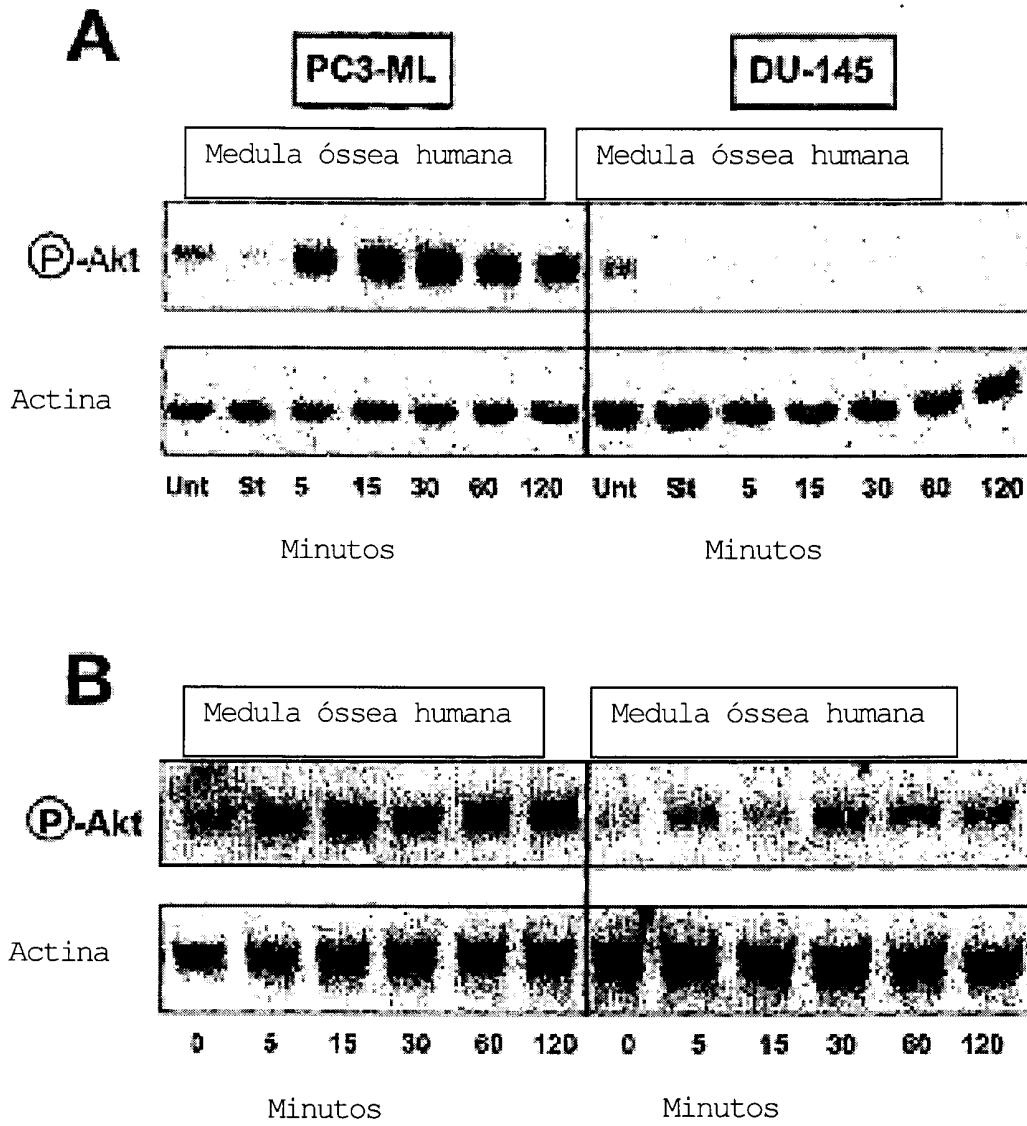 A
PC3-ML DU-145
Medula óssea humana Medula óssea humana
Ⓟ-Akt
Actina
Unt St 5 15 30 60 120 Unt St 5 15 30 60 120
Minutos Minutos
B
Medula óssea humana Medula óssea humana
Ⓟ-Akt
Actina
0 5 15 30 60 120 0 5 15 30 60 120
Minutos Minutos